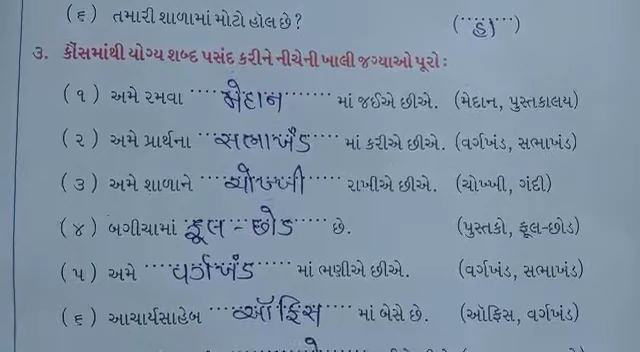 (૬) તમારી શાળામાં મોટો હૉલ છે? (હા)
૩. કૌંસમાંથી યોગ્ય શબ્દ પસંદ કરીને નીચેની ખાલી જગ્યાઓ પૂરો :
(૧) અમે રમવા મેદાન માં જઈએ છીએ. (મેદાન, પુસ્તકાલય)
(૨) અમે પ્રાર્થના સભાખંડ માં કરીએ છીએ. (વર્ગખંડ, સભાખંડ)
(૩) અમે શાળાને ચોખ્ખી રાખીએ છીએ. (ચોખ્ખી, ગંદી)
(૪) બગીચામાં ફૂલ-છોડ છે. (પુસ્તકો, ફૂલ-છોડ)
(૫) અમે વર્ગખંડ માં ભણીએ છીએ. (વર્ગખંડ, સભાખંડ)
(૬) આચાર્યસાહેબ ઑફિસ માં બેસે છે. (ઑફિસ, વર્ગખંડ)